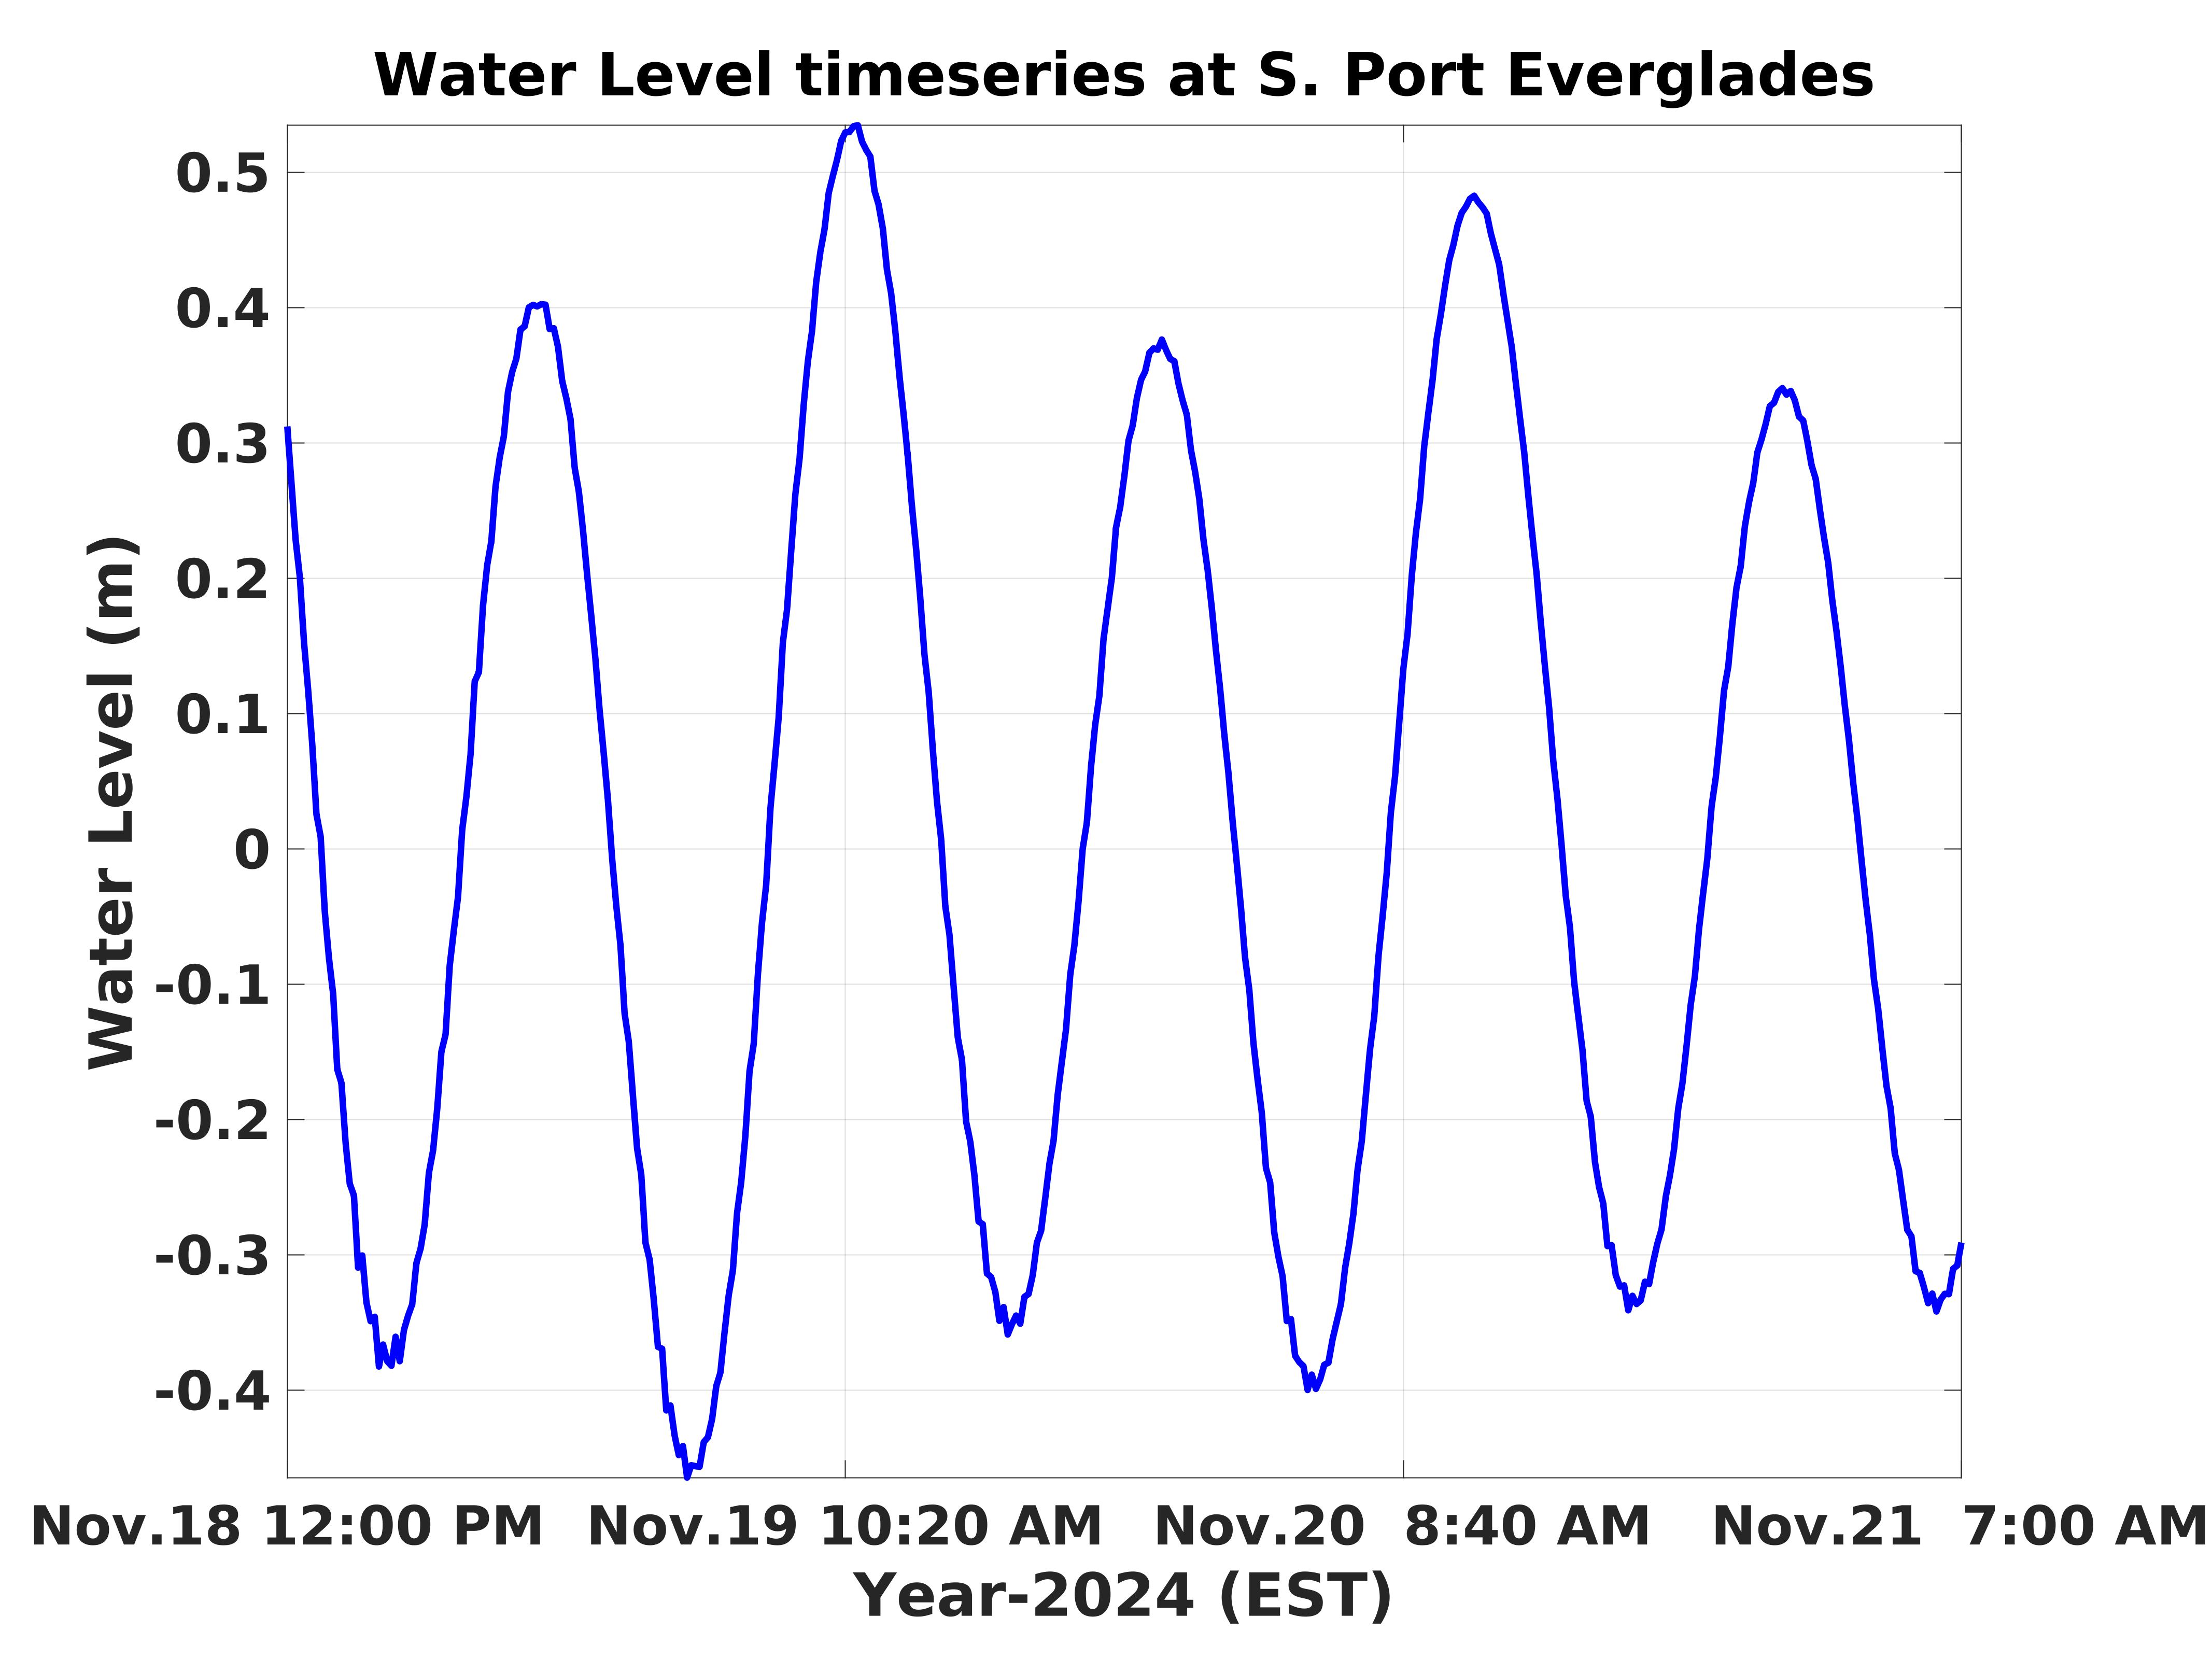 Water Level timeseries at S. Port Everglades
0.5
0.4
0.3
0.2
0.1
0
-0.1
-0.2
-0.3
-0.4
Water Level (m)
Nov.18 12:00 PM Nov.19 10:20 AM Nov.20 8:40 AM Nov.21 7:00 AM
Year-2024 (EST)